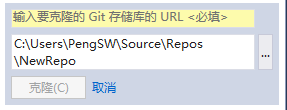 输入要克隆的 Git 存储库的 URL <必填>
C:\Users\PengSW\Source\Repos
\NewRepo
...
克隆(C) 取消